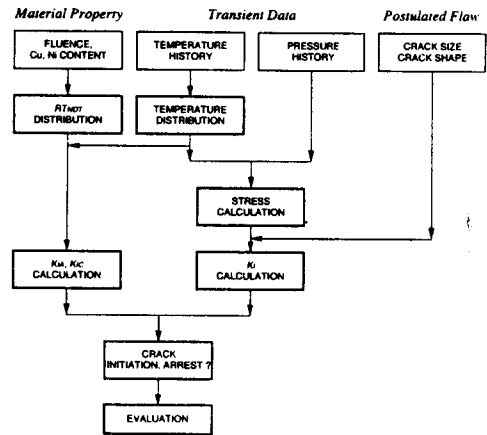 Material Property
Transient Data
Postulated Flaw
FLUENCE,
Cu, Ni CONTENT
TEMPERATURE
HISTORY
PRESSURE
HISTORY
CRACK SIZE
CRACK SHAPE
RTNDT
DISTRIBUTION
TEMPERATURE
DISTRIBUTION
STRESS
CALCULATION
KIA, KIC
CALCULATION
KI
CALCULATION
CRACK
INITIATION, ARREST ?
EVALUATION